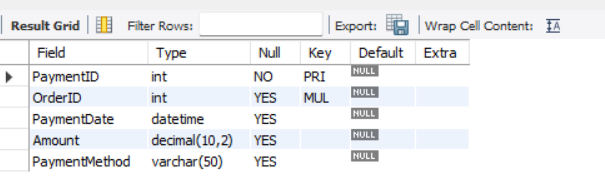 Result Grid Filter Rows: Export: Wrap Cell Content: IA
Field Type Null Key Default Extra
PaymentID int NO PRI NULL
OrderID int YES MUL NULL
PaymentDate datetime YES NULL
Amount decimal(10,2) YES NULL
PaymentMethod varchar(50) YES NULL